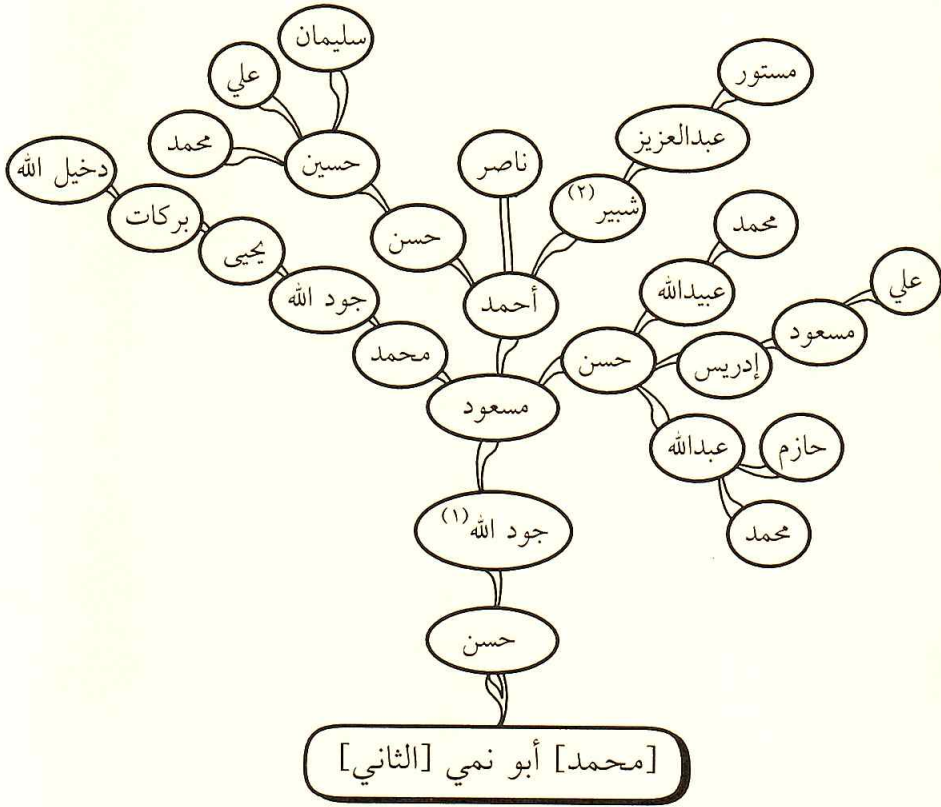 سليمان
علي
محمد
مستور
عبدالعزيز
ناصر
حسين
شبير (٢)
دخيل الله
بركات
يحيى
جود الله
محمد
حسن
أحمد
محمد
عبيدالله
علي
مسعود
إدريس
حسن
مسعود
عبدالله
حازم
محمد
جود الله (١)
حسن
[محمد] أبو نمي [الثاني]